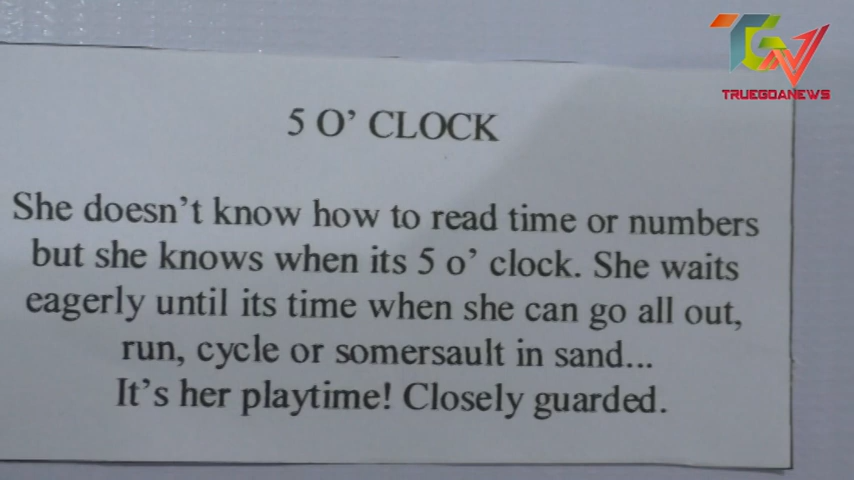 TGN
TRUEGOANEWS
5 O’ CLOCK
She doesn’t know how to read time or numbers
but she knows when its 5 o’ clock. She waits
eagerly until its time when she can go all out,
run, cycle or somersault in sand...
It’s her playtime! Closely guarded.